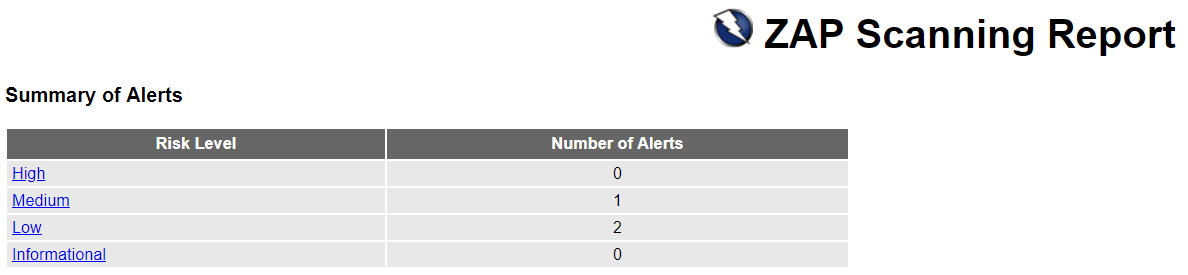 ZAP Scanning Report
Summary of Alerts
Risk Level Number of Alerts
High 0
Medium 1
Low 2
Informational 0